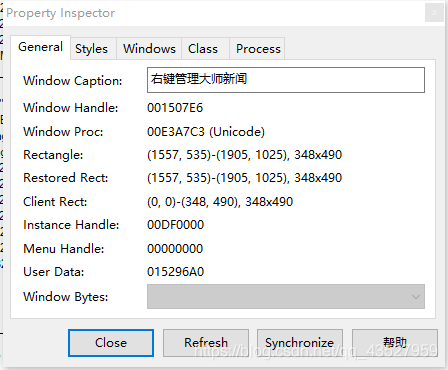 Property Inspector
General Styles Windows Class Process
Window Caption: 右键管理大师新闻
Window Handle: 001507E6
Window Proc: 00E3A7C3 (Unicode)
Rectangle: (1557, 535)-(1905, 1025), 348x490
Restored Rect: (1557, 535)-(1905, 1025), 348x490
Client Rect: (0, 0)-(348, 490), 348x490
Instance Handle: 00DF0000
Menu Handle: 00000000
User Data: 015296A0
Window Bytes:
Close Refresh Synchronize 帮助
https://blog.csdn.net/qq_43527959